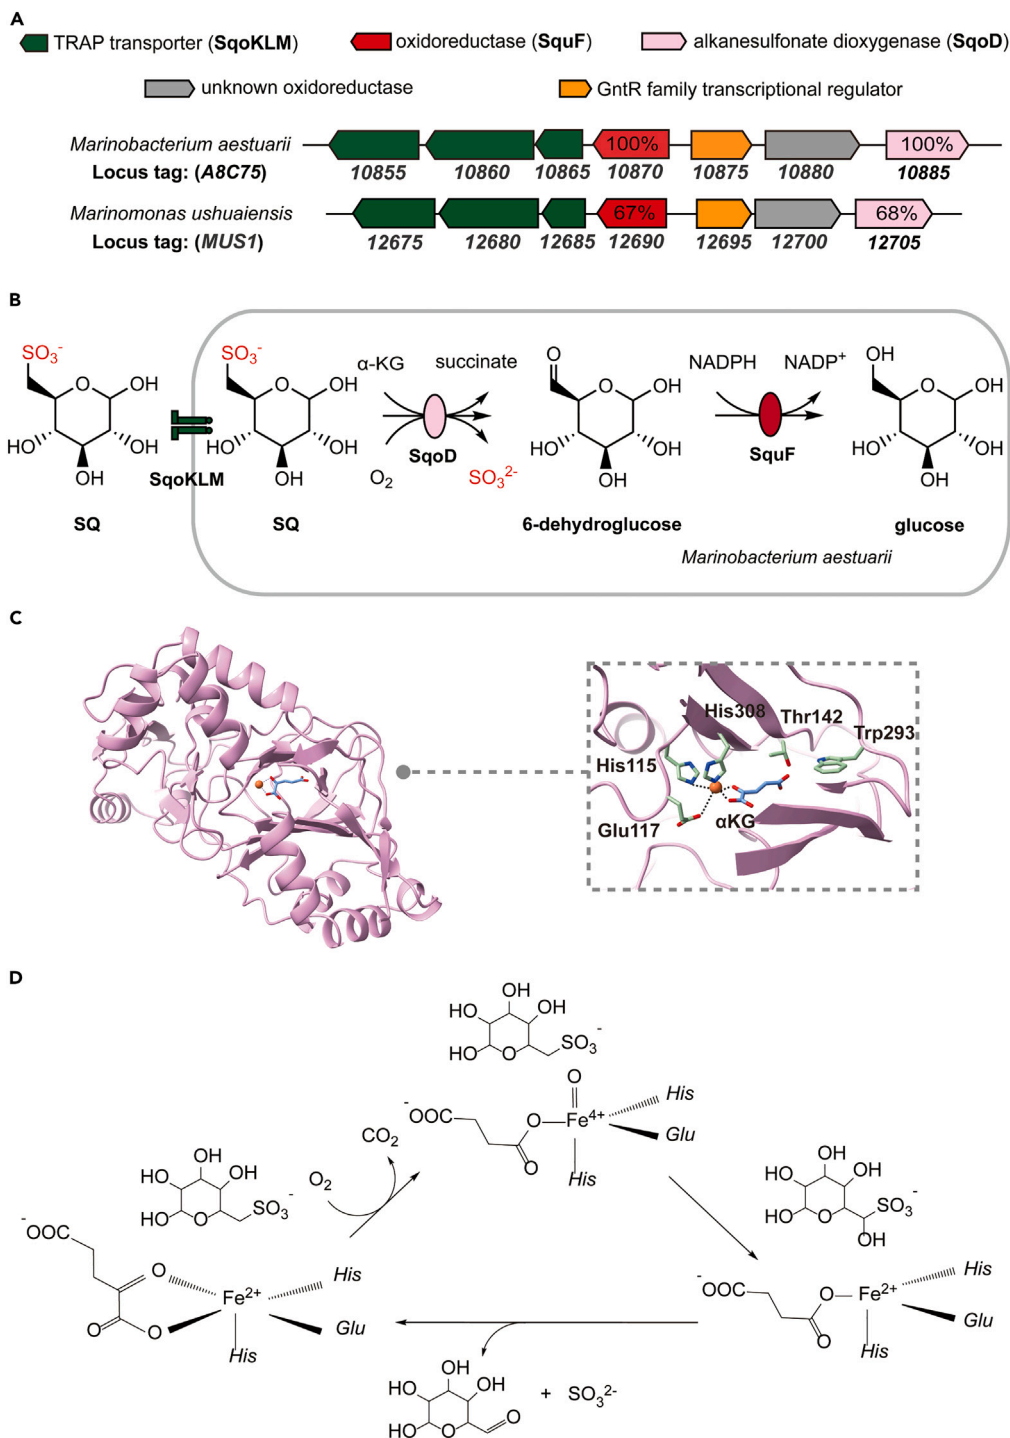 A
TRAP transporter (SqoKLM)
oxidoreductase (SquF)
alkanesulfonate dioxygenase (SqoD)
unknown oxidoreductase
GntR family transcriptional regulator
Marinobacterium aestuarii
100%
100%
Locus tag: (A8C75)
10855 10860 10865 10870 10875 10880 10885
Marinomonas ushuaiensis
67%
68%
Locus tag: (MUS1)
12675 12680 12685 12690 12695 12700 12705
B
SO3-
O
OH
HO
OH
OH
SQ
SqoKLM
SO3-
O
OH
HO
OH
OH
SQ
α-KG
succinate
SqoD
O2
SO32-
O
O
OH
HO
OH
OH
6-dehydroglucose
NADPH
NADP+
SquF
OH
O
OH
HO
OH
OH
glucose
Marinobacterium aestuarii
C
His308
Thr142
Trp293
His115
Glu117
αKG
D
OH
HO
OH
HO
O
SO3-
O
-OOC
O
Fe4+
His
Glu
O
His
CO2
O2
OH
HO
OH
HO
O
SO3-
-OOC
O
Fe2+
His
O
O
Glu
His
OH
HO
OH
HO
O
SO3-
OH
-OOC
O
Fe2+
His
Glu
O
His
OH
HO
OH
HO
O
O
+ SO32-